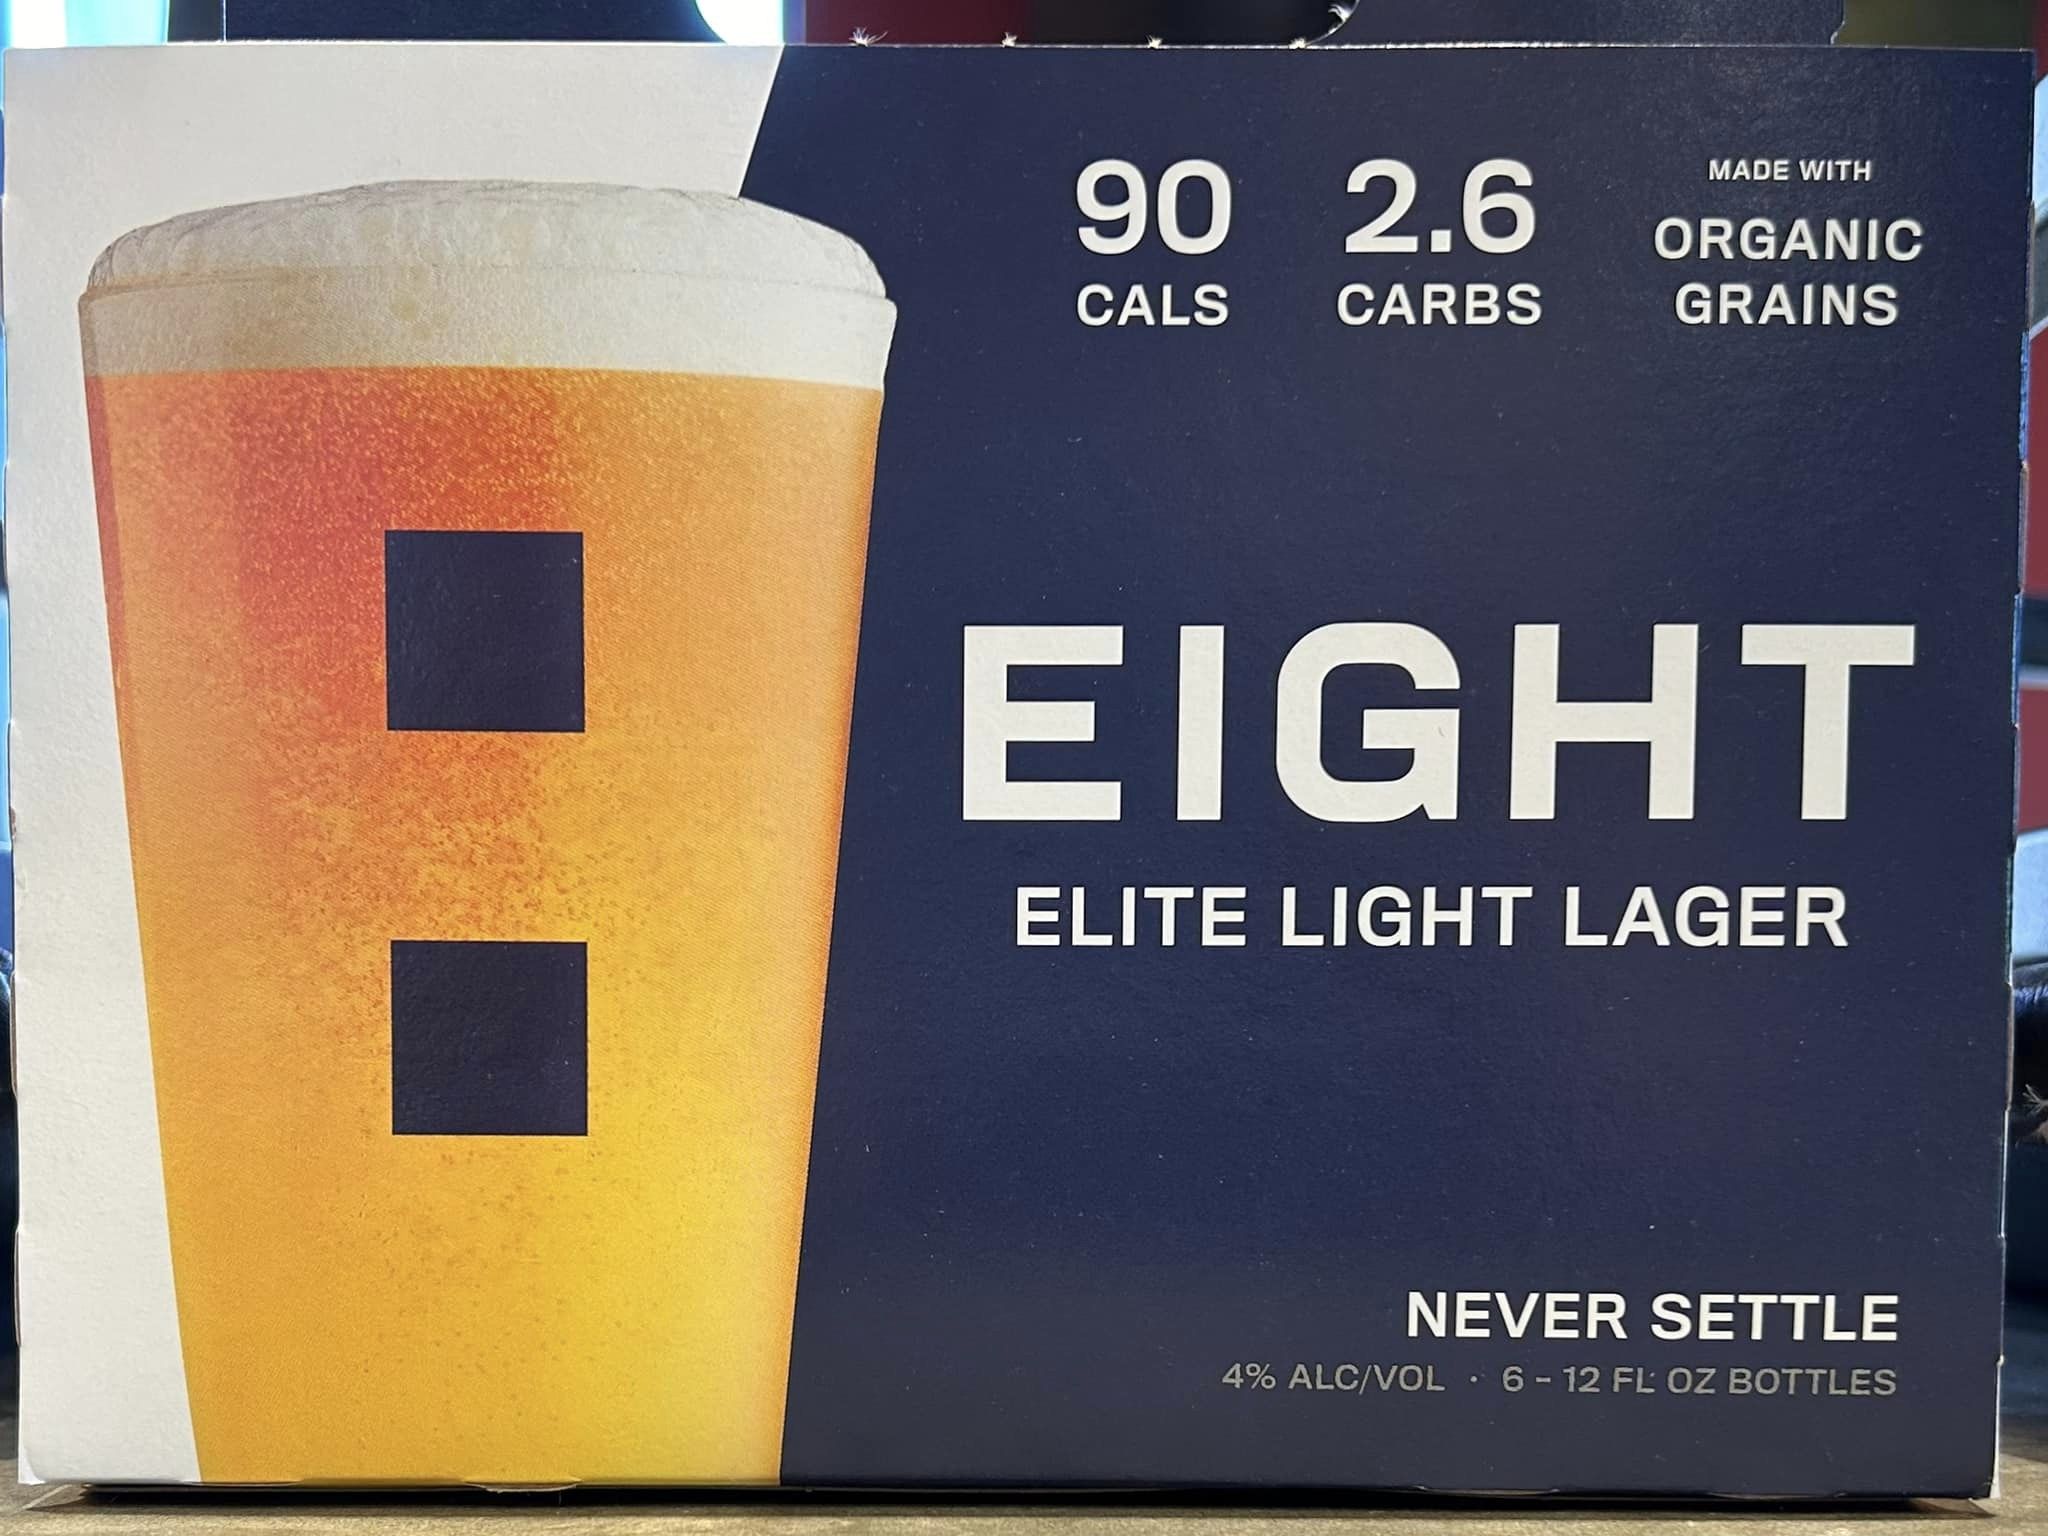 90
CALS
2.6
CARBS
MADE WITH
ORGANIC
GRAINS
EIGHT
ELITE LIGHT LAGER
NEVER SETTLE
4% ALC/VOL · 6 - 12 FL OZ BOTTLES